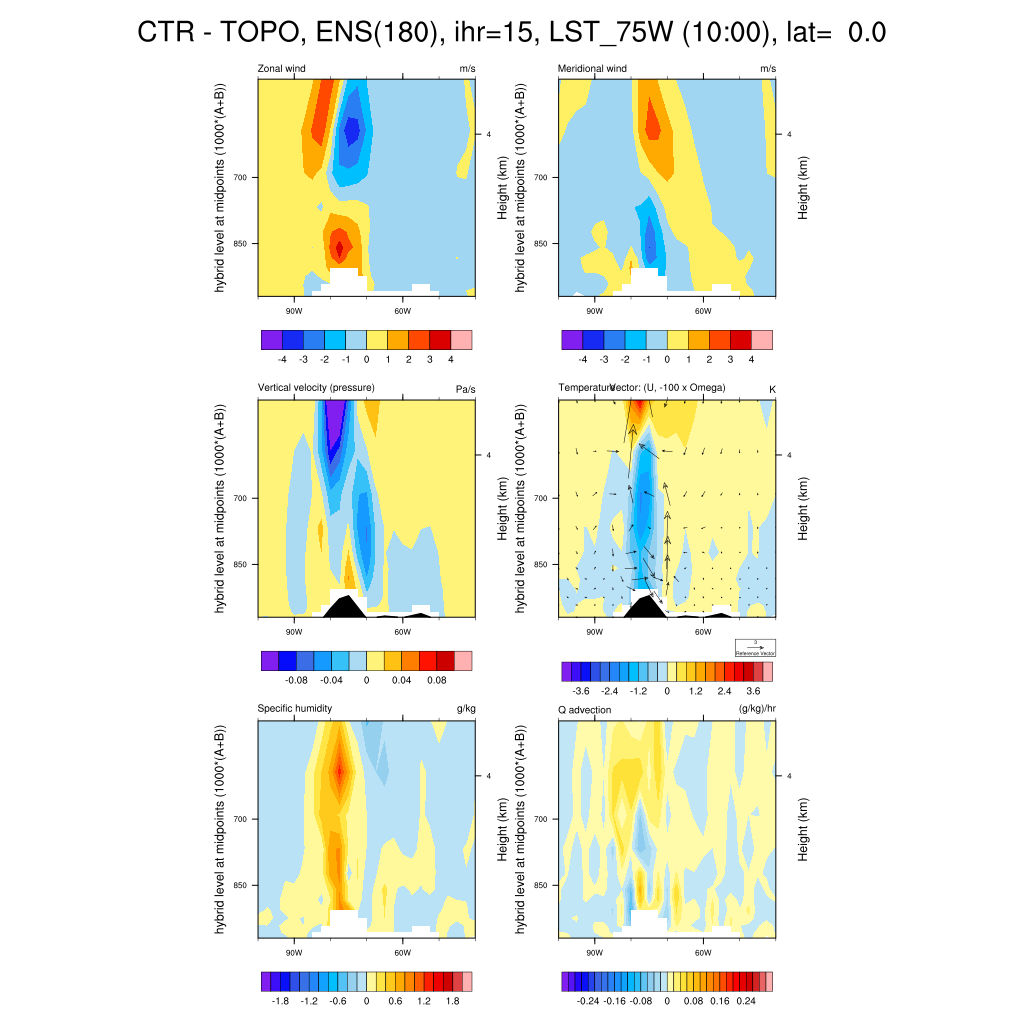 CTR - TOPO, ENS(180), ihr=15, LST_75W (10:00), lat=  0.0
Zonal wind m/s
hybrid level at midpoints (1000*(A+B))
700
850
4
Height (km)
90W 60W
-4 -3 -2 -1 0 1 2 3 4
Meridional wind m/s
hybrid level at midpoints (1000*(A+B))
700
850
4
Height (km)
90W 60W
-4 -3 -2 -1 0 1 2 3 4
Vertical velocity (pressure) Pa/s
hybrid level at midpoints (1000*(A+B))
700
850
4
Height (km)
90W 60W
-0.08 -0.04 0 0.04 0.08
Temperature Vector: (U, -100 x Omega) K
hybrid level at midpoints (1000*(A+B))
700
850
4
Height (km)
90W 60W
3
Reference Vector
-3.6 -2.4 -1.2 0 1.2 2.4 3.6
Specific humidity g/kg
hybrid level at midpoints (1000*(A+B))
700
850
4
Height (km)
90W 60W
-1.8 -1.2 -0.6 0 0.6 1.2 1.8
Q advection (g/kg)/hr
hybrid level at midpoints (1000*(A+B))
700
850
4
Height (km)
90W 60W
-0.24 -0.16 -0.08 0 0.08 0.16 0.24